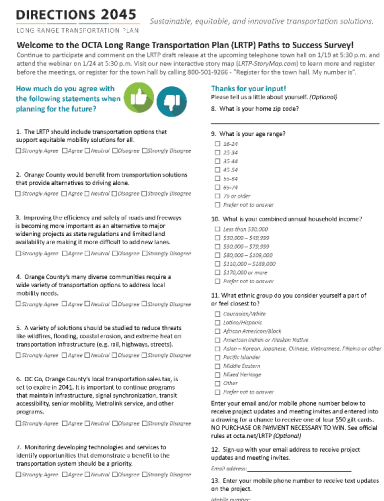 DIRECTIONS 2045
LONG RANGE TRANSPORTATION PLAN
Sustainable, equitable, and innovative transportation solutions.
Welcome to the OCTA Long Range Transportation Plan (LRTP) Paths to Success Survey!
Continue to participate and comment on the LRTP draft release at the upcoming telephone town hall on 1/19 at 5:30 p.m. and
attend the webinar on 1/24 at 5:30 p.m. Visit our new interactive story map (LRTP-StoryMap.com) to learn more and register
before the meetings, or register for the town hall by calling 800-501-9266 - "Register for the town hall. My number is".
How much do you agree with
the following statements when
planning for the future?
1. The LRTP should include transportation options that
support equitable mobility solutions for all.
Strongly Agree Agree Neutral Disagree Strongly Disagree
2. Orange County would benefit from transportation solutions
that provide alternatives to driving alone.
Strongly Agree Agree Neutral Disagree Strongly Disagree
3. Improving the efficiency and safety of roads and freeways
is becoming more important as an alternative to major
widening projects as state regulations and limited land
availability are making it more difficult to add new lanes.
Strongly Agree Agree Neutral Disagree Strongly Disagree
4. Orange County's many diverse communities require a
wide variety of transportation options to address local
mobility needs.
Strongly Agree Agree Neutral Disagree Strongly Disagree
5. A variety of solutions should be studied to reduce threats
like wildfires, flooding, coastal erosion, and extreme heat on
transportation infrastructure (e.g. rail, highways, streets).
Strongly Agree Agree Neutral Disagree Strongly Disagree
6. OC Go, Orange County's local transportation sales tax, is
set to expire in 2041. It is important to continue programs
that maintain infrastructure, signal synchronization, transit
accessibility, senior mobility, Metrolink service, and other
programs.
Strongly Agree Agree Neutral Disagree Strongly Disagree
7. Monitoring developing technologies and services to
identify opportunities that demonstrate a benefit to the
transportation system should be a priority.
Strongly Agree Agree Neutral Disagree Strongly Disagree
Thanks for your input!
Please tell us a little about yourself. (Optional)
8. What is your home zip code?
9. What is your age range?
18-24
25-34
35-44
45-54
55-64
65-74
75 or older
Prefer not to answer
10. What is your combined annual household income?
Less than $30,000
$30,000 - $49,999
$50,000 - $79,999
$80,000 - $109,000
$110,000 - $169,000
$170,000 or more
Prefer not to answer
11. What ethnic group do you consider yourself a part of
or feel closest to?
Caucasian/White
Latino/Hispanic
African American/Black
American Indian or Alaskan Native
Asian – Korean, Japanese, Chinese, Vietnamese, Filipino or other
Pacific Islander
Middle Eastern
Mixed Heritage
Other
Prefer not to answer
Enter your email and/or mobile phone number below to
receive project updates and meeting invites and entered into
a drawing for a chance to receive one of four $50 gift cards.
NO PURCHASE OR PAYMENT NECESSARY TO WIN. See official
rules at octa.net/LRTP (Optional)
12. Sign-up with your email address to receive project
updates and meeting invites.
Email address
13. Enter your mobile phone number to receive text updates
on the project.
Mobile number